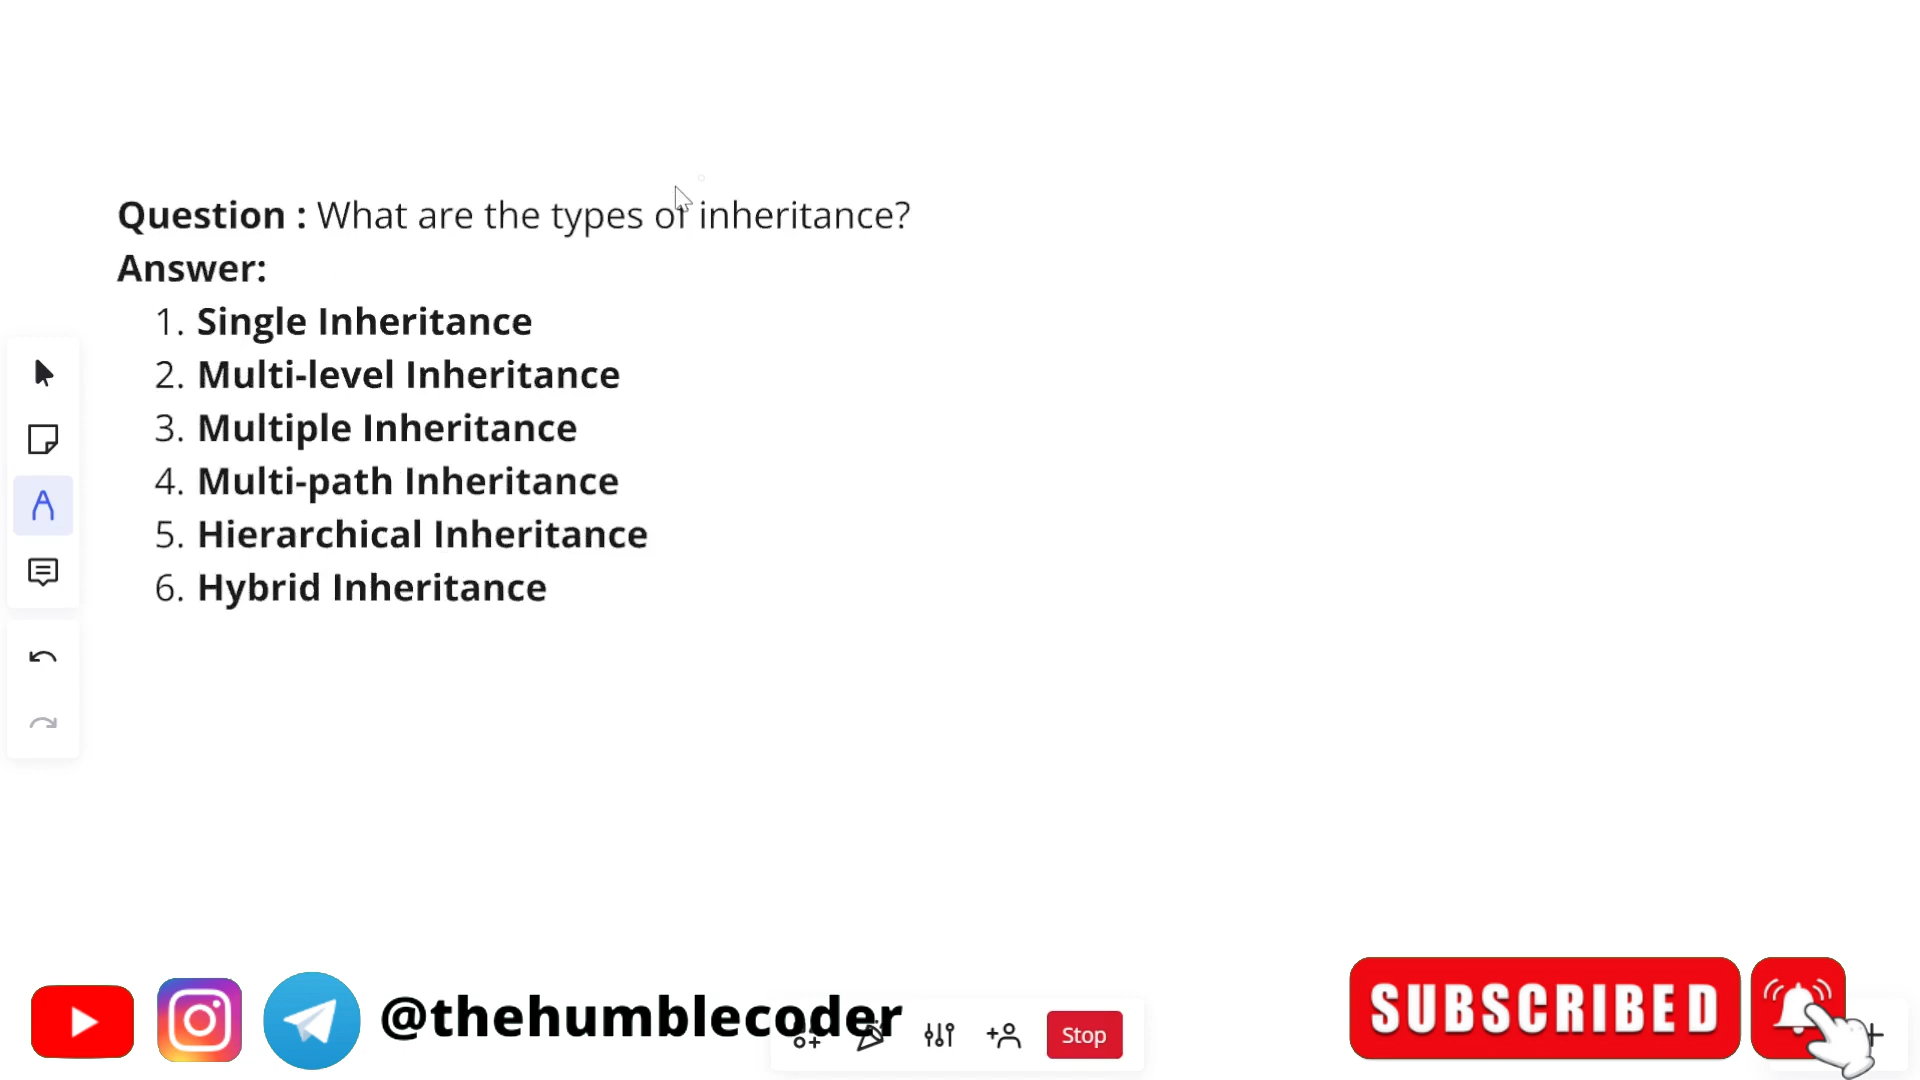 Question : What are the types of inheritance?
Answer:
1. Single Inheritance
2. Multi-level Inheritance
3. Multiple Inheritance
4. Multi-path Inheritance
5. Hierarchical Inheritance
6. Hybrid Inheritance
@thehumblecoder
Stop
SUBSCRIBED